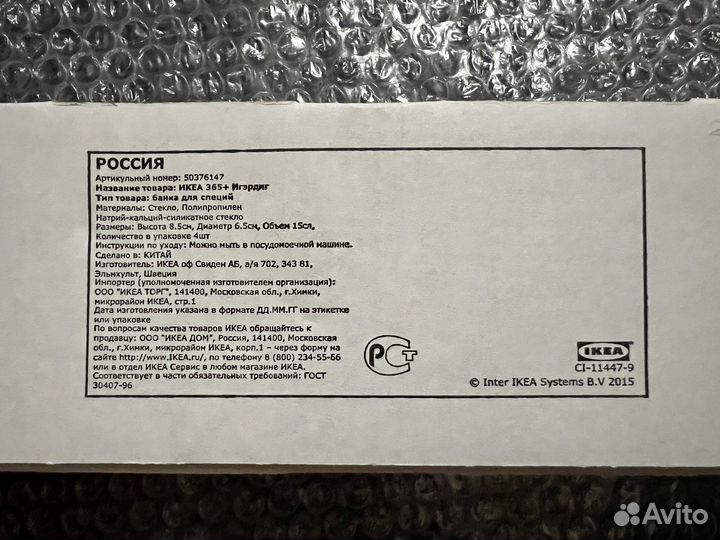 РОССИЯ
Артикульный номер: 50376147
Название товара: ИКЕА 365+ Игэрдиг
Тип товара: банка для специй
Материалы: Стекло, Полипропилен
Натрий-кальций-силикатное стекло
Размеры: Высота 8.5см, Диаметр 6.5см, Объем 15сл,
Количество в упаковке 4шт
Инструкции по уходу: Можно мыть в посудомоечной машине.
Сделано в: КИТАЙ
Изготовитель: ИКЕА оф Свиден АБ, а/я 702, 343 81,
Эльмхульт, Швеция
Импортер (уполномоченная изготовителем организация):
ООО "ИКЕА ТОРГ", 141400, Московская обл., г.Химки,
микрорайон ИКЕА, стр.1
Дата изготовления указана в формате ДД.ММ.ГГ на этикетке
или упаковке
По вопросам качества товаров ИКЕА обращайтесь к
продавцу: ООО "ИКЕА ДОМ", Россия, 141400, Московская
обл., г.Химки, микрорайон ИКЕА, корп.1 – через форму на
сайте http://www.IKEA.ru/, по телефону 8 (800) 234-55-66
или в отдел ИКЕА Сервис в любом магазине ИКЕА.
Соответствует в части обязательных требований: ГОСТ
30407-96
РСТ
IKEA
CI-11447-9
© Inter IKEA Systems B.V 2015
Avito